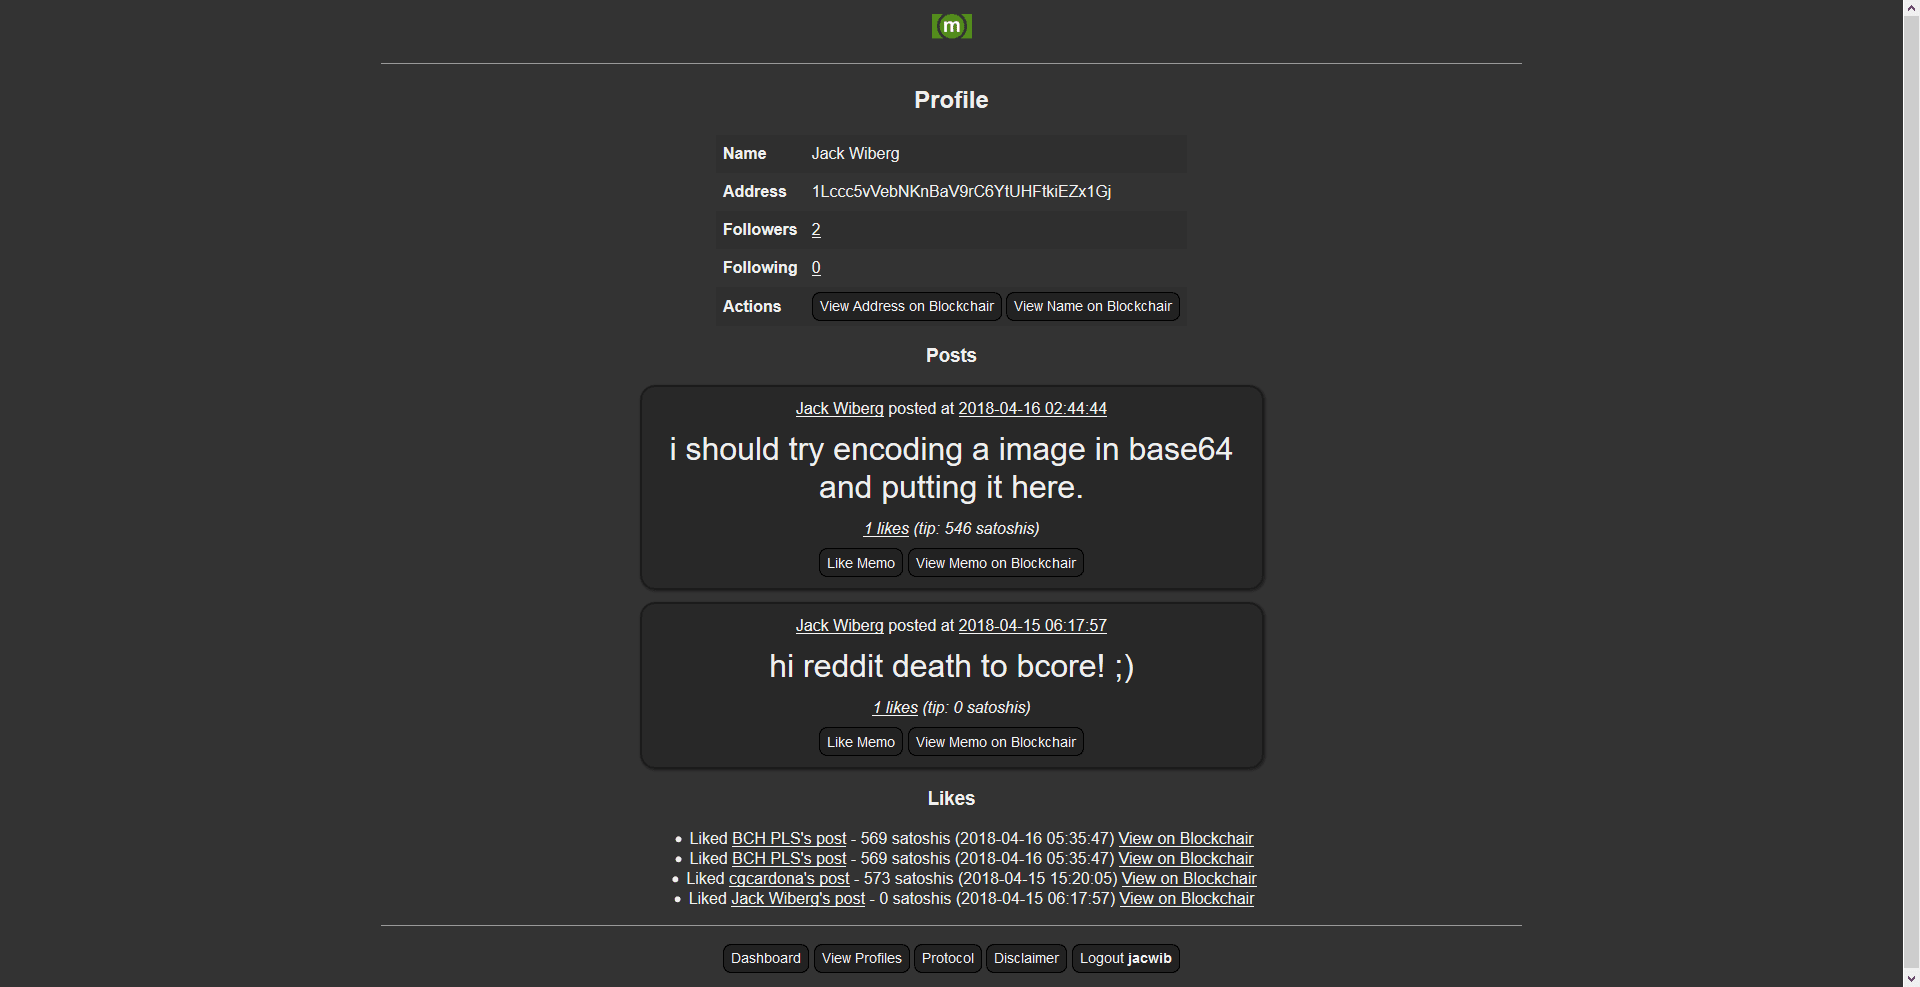 m
Profile
Name Jack Wiberg
Address 1Lccc5vVebNKnBaV9rC6YtUHFtkiEZx1Gj
Followers 2
Following 0
Actions View Address on Blockchair View Name on Blockchair
Posts
Jack Wiberg posted at 2018-04-16 02:44:44
i should try encoding a image in base64
and putting it here.
1 likes (tip: 546 satoshis)
Like Memo View Memo on Blockchair
Jack Wiberg posted at 2018-04-15 06:17:57
hi reddit death to bcore! ;)
1 likes (tip: 0 satoshis)
Like Memo View Memo on Blockchair
Likes
• Liked BCH PLS's post - 569 satoshis (2018-04-16 05:35:47) View on Blockchair
• Liked BCH PLS's post - 569 satoshis (2018-04-16 05:35:47) View on Blockchair
• Liked cgcardona's post - 573 satoshis (2018-04-15 15:20:05) View on Blockchair
• Liked Jack Wiberg's post - 0 satoshis (2018-04-15 06:17:57) View on Blockchair
Dashboard View Profiles Protocol Disclaimer Logout jacwib